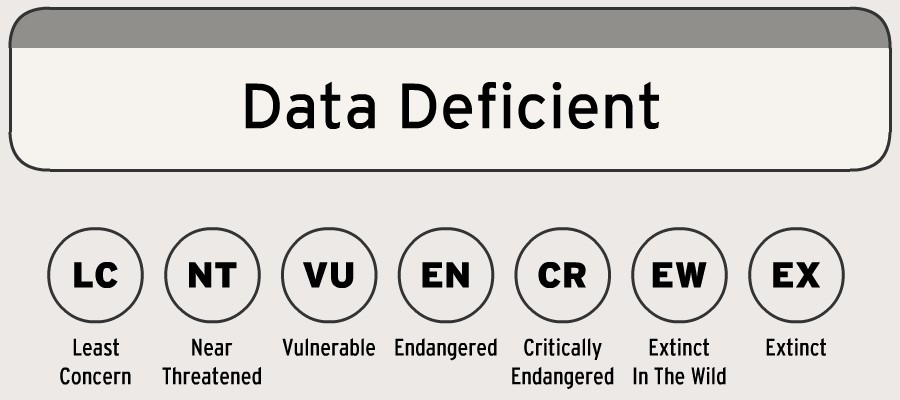 Data Deficient
LC NT VU EN CR EW EX
Least Near Vulnerable Endangered Critically Extinct Extinct
Concern Threatened Endangered In The Wild